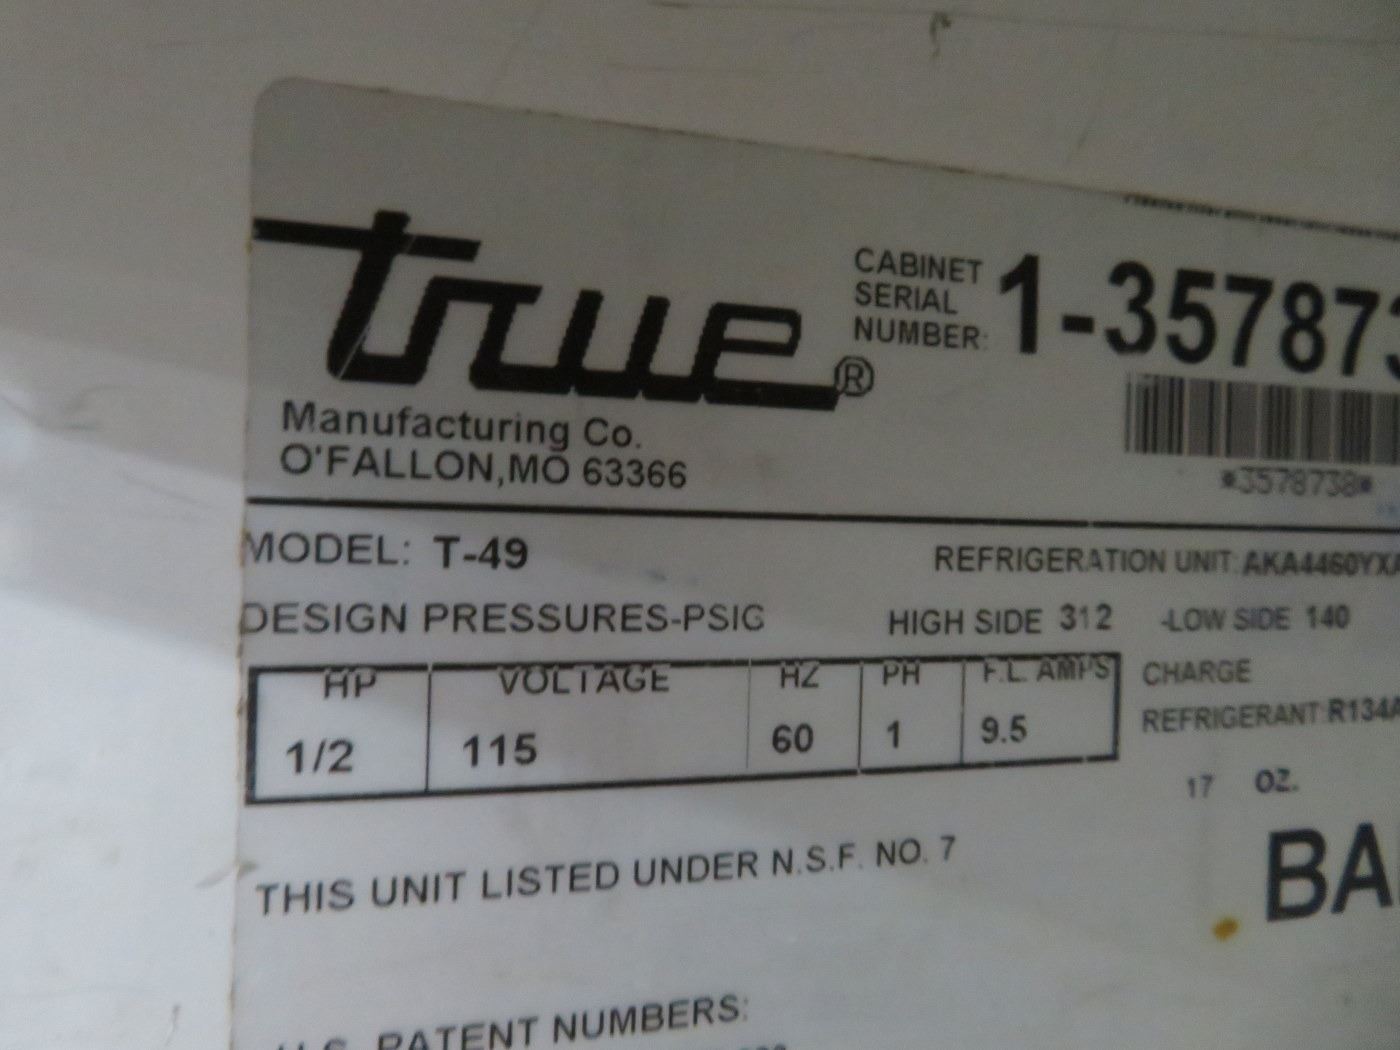 true®
Manufacturing Co.
O'FALLON,MO 63366
CABINET
SERIAL
NUMBER: 1-35787
*3578738*
MODEL: T-49
REFRIGERATION UNIT: AKA4460YXA
DESIGN PRESSURES-PSIG
HIGH SIDE 312 -LOW SIDE 140
HP VOLTAGE HZ PH F.L. AMPS
1/2 115 60 1 9.5
CHARGE
REFRIGERANT: R134A
17 OZ.
BA
THIS UNIT LISTED UNDER N.S.F. NO. 7
U.S. PATENT NUMBERS: